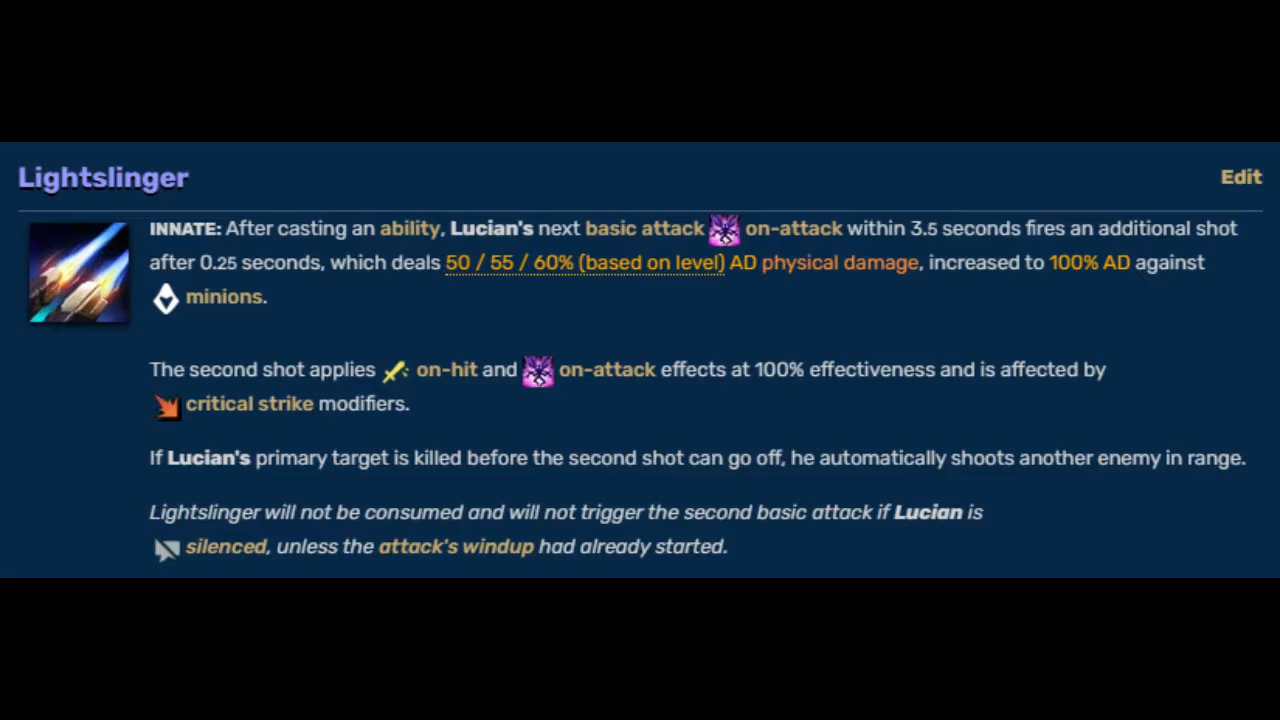 Lightslinger
Edit
INNATE: After casting an ability, Lucian's next basic attack on-attack within 3.5 seconds fires an additional shot
after 0.25 seconds, which deals 50 / 55 / 60% (based on level) AD physical damage, increased to 100% AD against
minions.
The second shot applies on-hit and on-attack effects at 100% effectiveness and is affected by
critical strike modifiers.
If Lucian's primary target is killed before the second shot can go off, he automatically shoots another enemy in range.
Lightslinger will not be consumed and will not trigger the second basic attack if Lucian is
silenced, unless the attack's windup had already started.